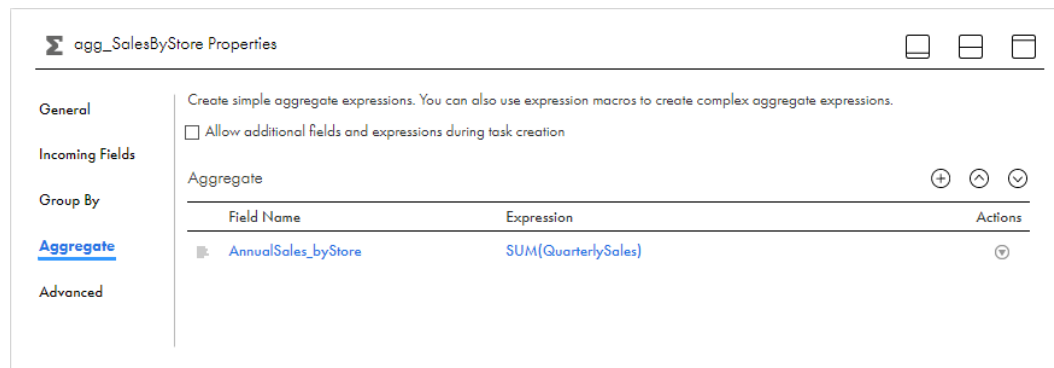 agg_SalesByStore Properties
General
Incoming Fields
Group By
Aggregate
Advanced
Create simple aggregate expressions. You can also use expression macros to create complex aggregate expressions.
Allow additional fields and expressions during task creation
Aggregate
Field Name Expression Actions
AnnualSales_byStore SUM(QuarterlySales)